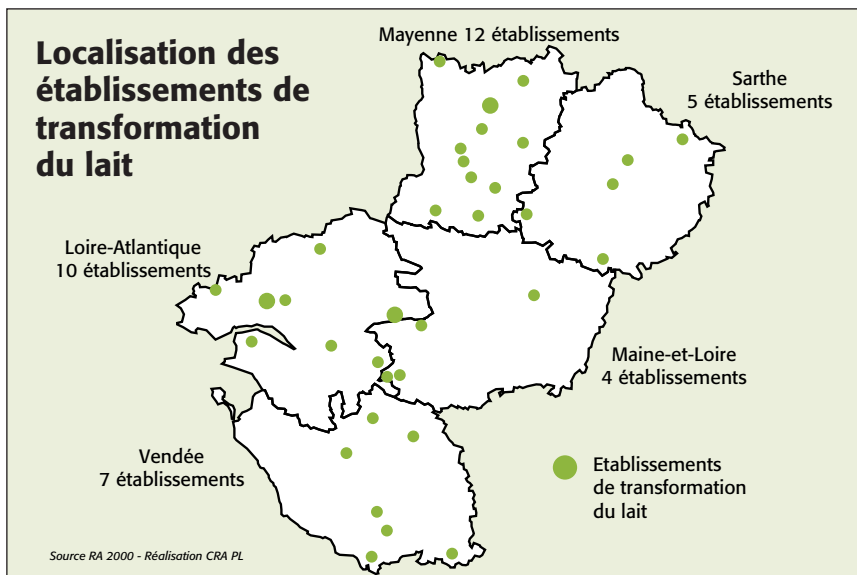 Localisation des
établissements de
transformation
du lait
Mayenne 12 établissements
Sarthe
5 établissements
Loire-Atlantique
10 établissements
Maine-et-Loire
4 établissements
Vendée
7 établissements
Etablissements
de transformation
du lait
Source RA 2000 - Réalisation CRA PL